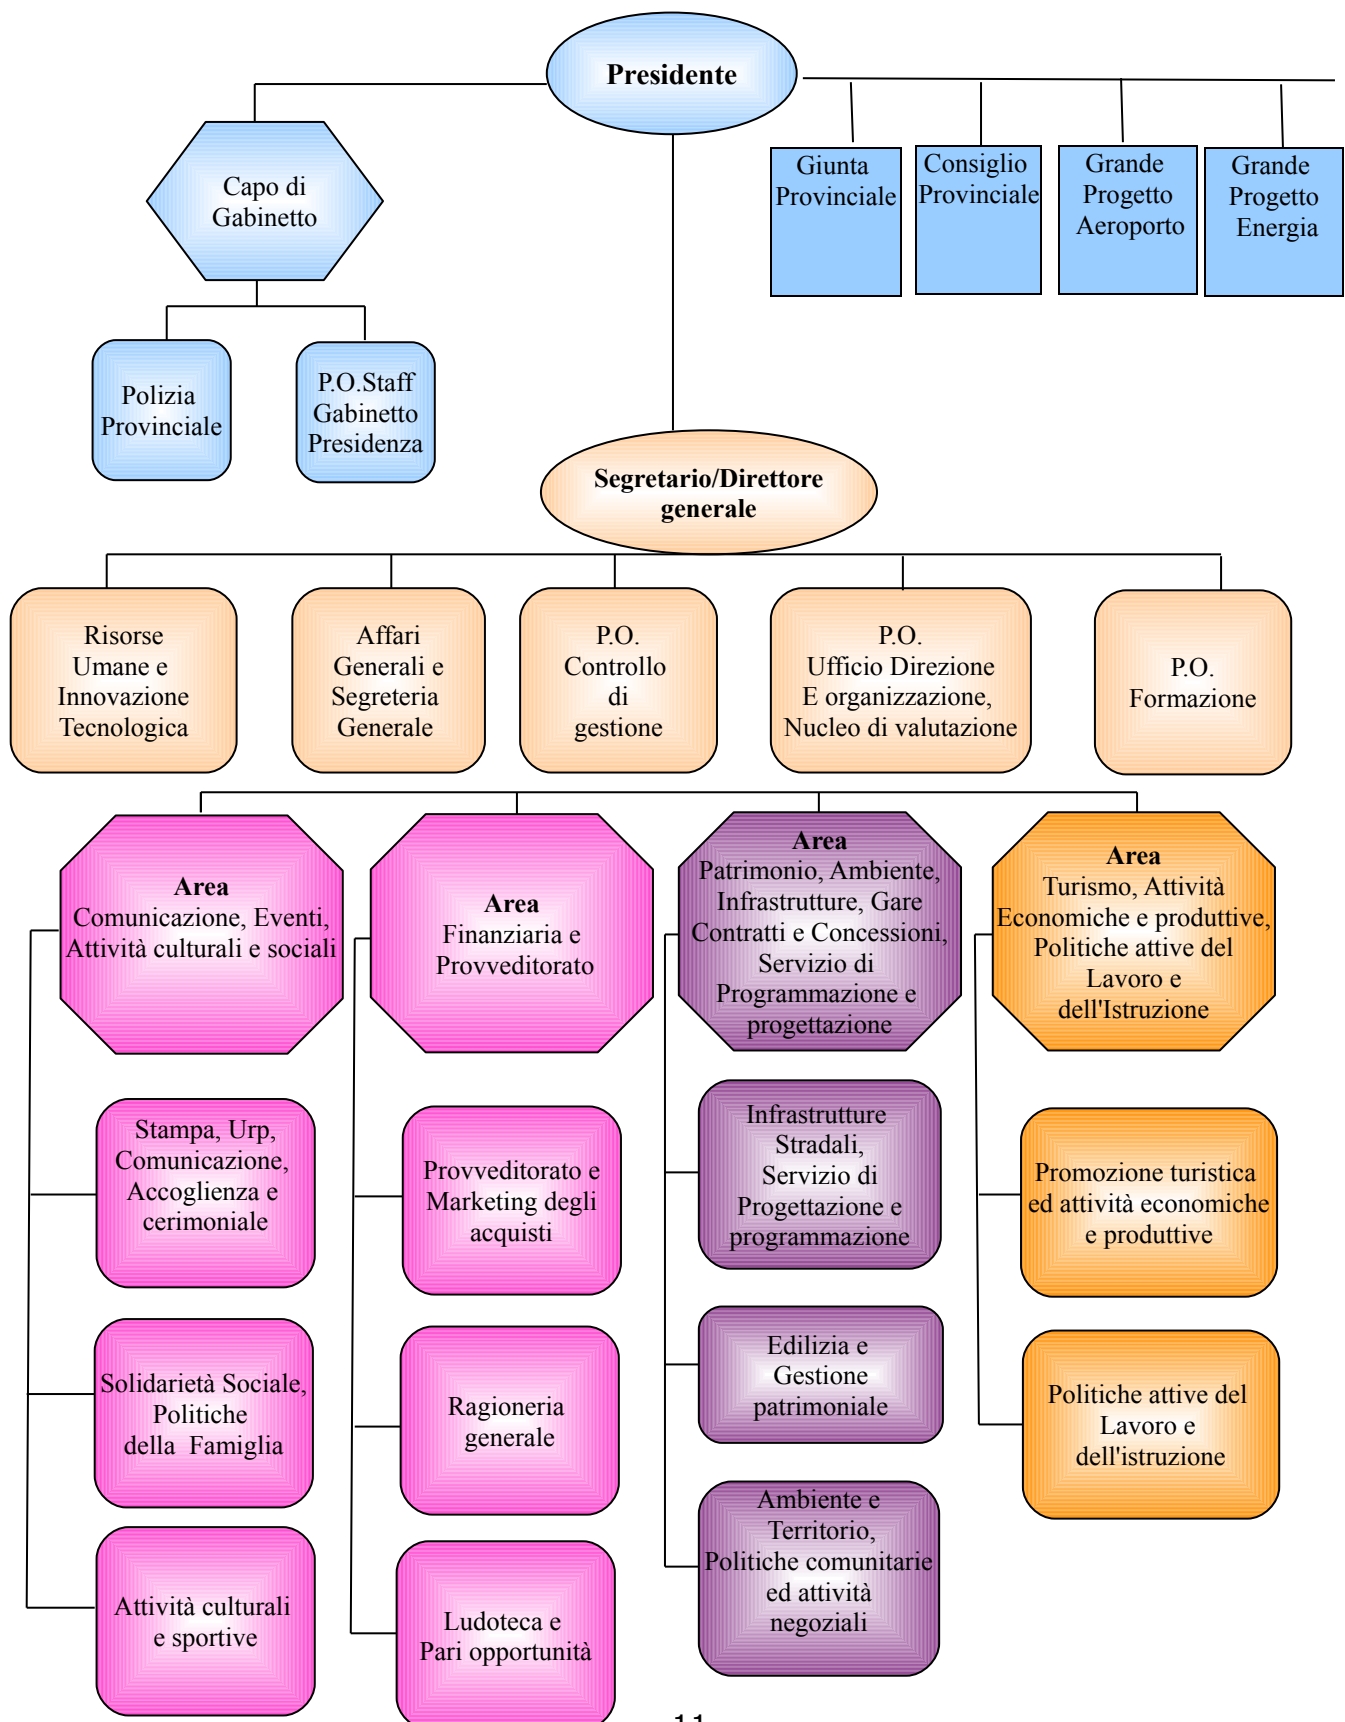 Presidente
Capo di
Gabinetto
Giunta
Provinciale
Consiglio
Provinciale
Grande
Progetto
Aeroporto
Grande
Progetto
Energia
Polizia
Provinciale
P.O.Staff
Gabinetto
Presidenza
Segretario/Direttore
generale
Risorse
Umane e
Innovazione
Tecnologica
Affari
Generali e
Segreteria
Generale
P.O.
Controllo
di
gestione
P.O.
Ufficio Direzione
E organizzazione,
Nucleo di valutazione
P.O.
Formazione
Area
Comunicazione, Eventi,
Attività culturali e sociali
Area
Finanziaria e
Provveditorato
Area
Patrimonio, Ambiente,
Infrastrutture, Gare
Contratti e Concessioni,
Servizio di
Programmazione e
progettazione
Area
Turismo, Attività
Economiche e produttive,
Politiche attive del
Lavoro e
dell'Istruzione
Stampa, Urp,
Comunicazione,
Accoglienza e
cerimoniale
Solidarietà Sociale,
Politiche
della Famiglia
Attività culturali
e sportive
Provveditorato e
Marketing degli
acquisti
Ragioneria
generale
Ludoteca e
Pari opportunità
Infrastrutture
Stradali,
Servizio di
Progettazione e
programmazione
Edilizia e
Gestione
patrimoniale
Ambiente e
Territorio,
Politiche comunitarie
ed attività
negoziali
Promozione turistica
ed attività economiche
e produttive
Politiche attive del
Lavoro e
dell'istruzione
11